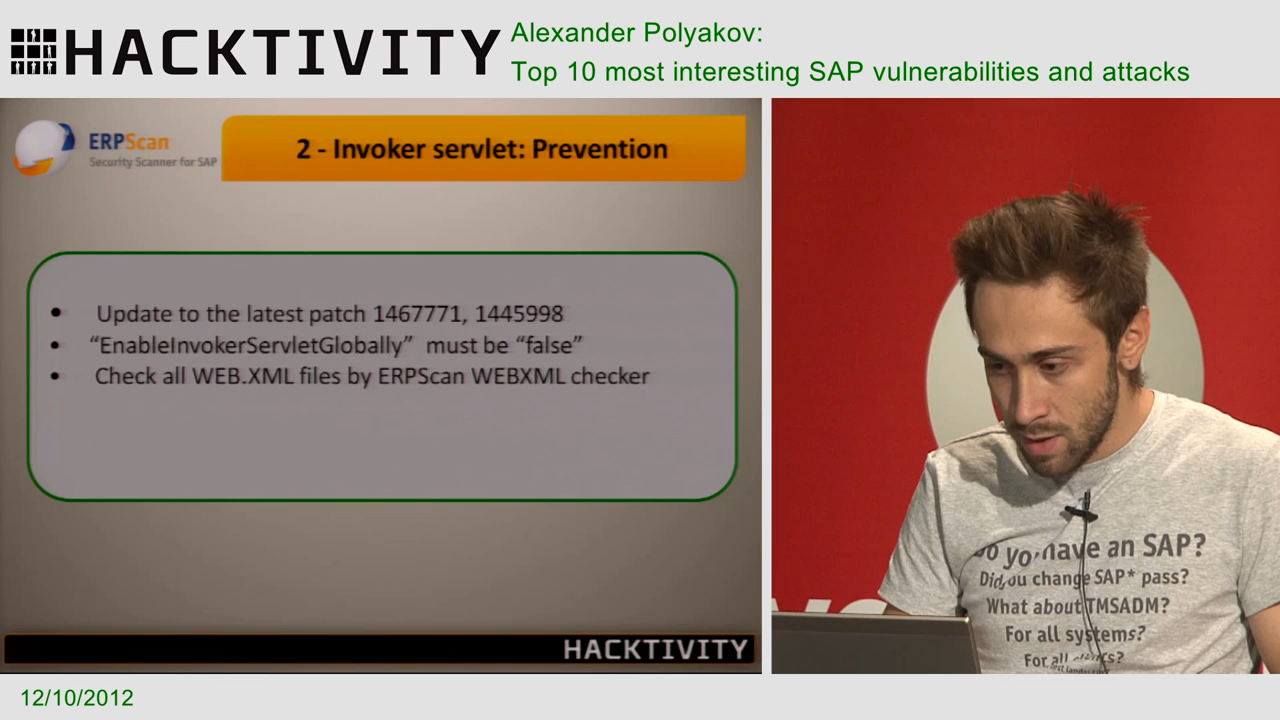 HACKTIVITY
Alexander Polyakov:
Top 10 most interesting SAP vulnerabilities and attacks
ERPScan
Security Scanner for SAP
2 - Invoker servlet: Prevention
• Update to the latest patch 1467771, 1445998
• “EnableInvokerServletGlobally” must be “false”
• Check all WEB.XML files by ERPScan WEBXML checker
HACKTIVITY
Do you have an SAP?
Did you change SAP* pass?
What about TMSADM?
For all systems?
For all
12/10/2012